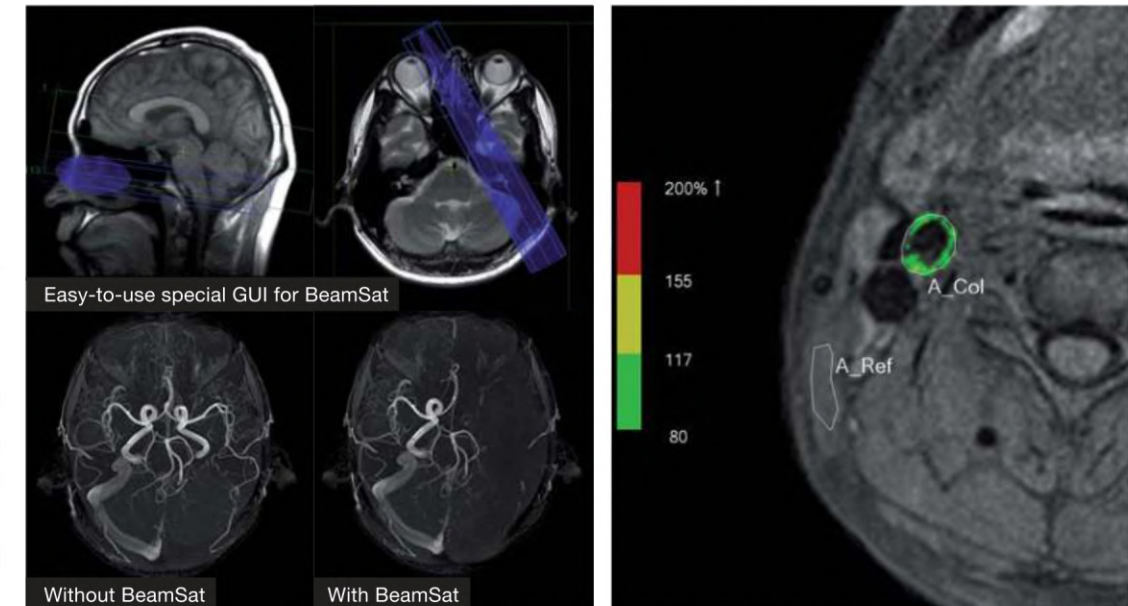 Easy-to-use special GUI for BeamSat
Without BeamSat
With BeamSat
200% ↑
155
117
80
A_Col
A_Ref